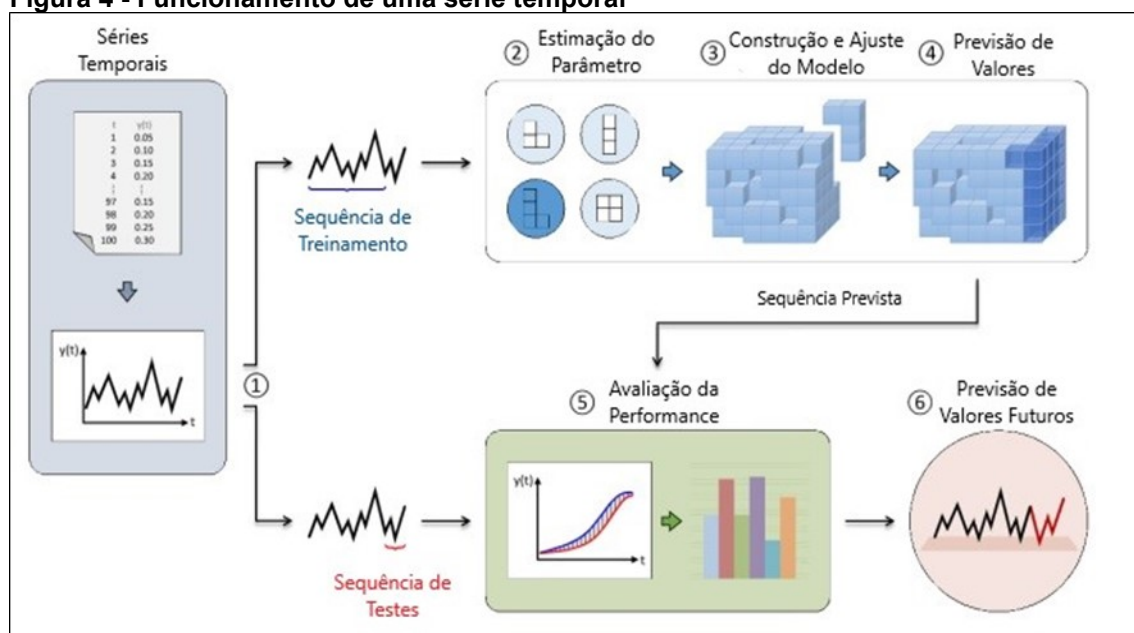 Figura 4 - Funcionamento de uma série temporal
Séries
Temporais
t y(t)
1 0.05
2 0.10
3 0.15
4 0.20
⁞ ⁞
97 0.15
98 0.20
99 0.25
100 0.30
y(t)
t
①
Sequência de
Treinamento
② Estimação do
Parâmetro
③ Construção e Ajuste
do Modelo
④ Previsão de
Valores
Sequência Prevista
Sequência de
Testes
⑤ Avaliação da
Performance
y(t)
t
⑥ Previsão de
Valores Futuros